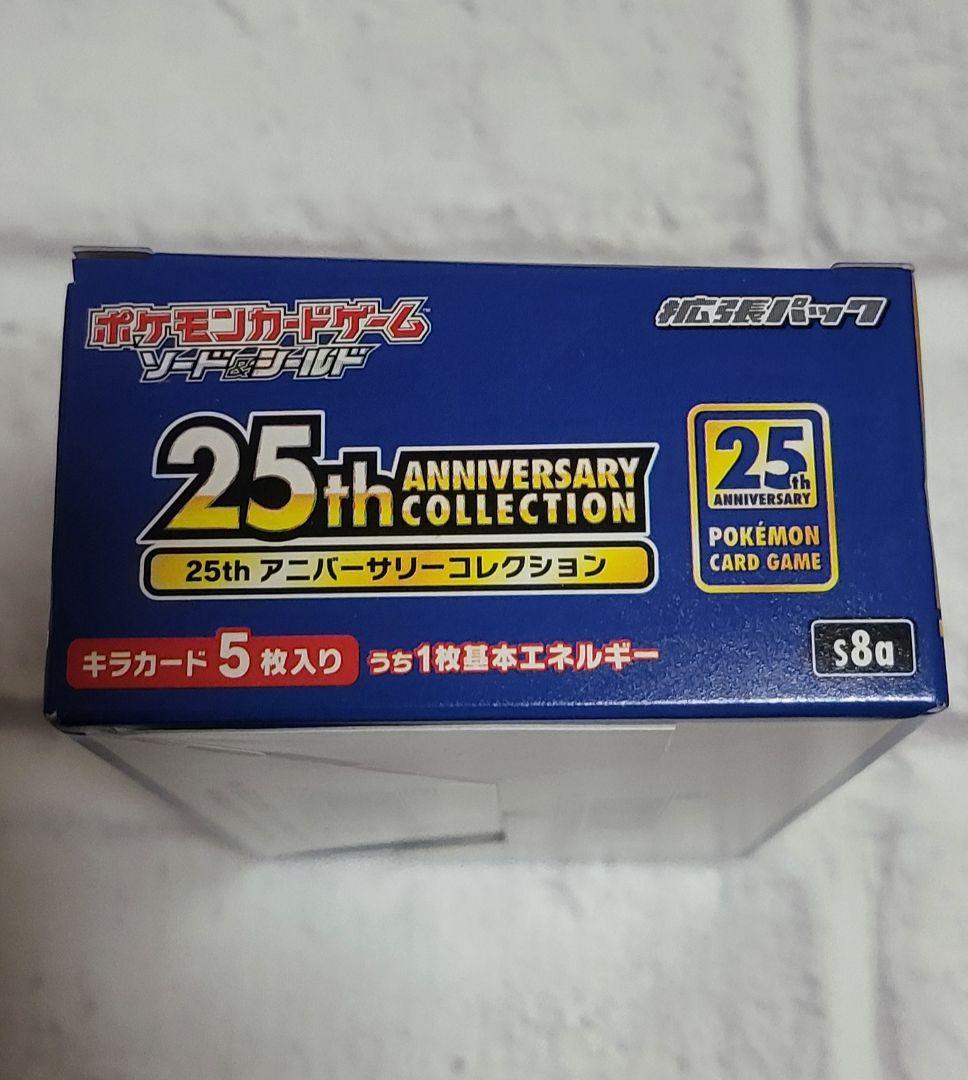 ポケモンカードゲーム™
ソード&シールド
拡張パック
25th ANNIVERSARY
COLLECTION
25th アニバーサリーコレクション
25th
ANNIVERSARY
POKÉMON
CARD GAME
キラカード5枚入り うち1枚基本エネルギー
s8a